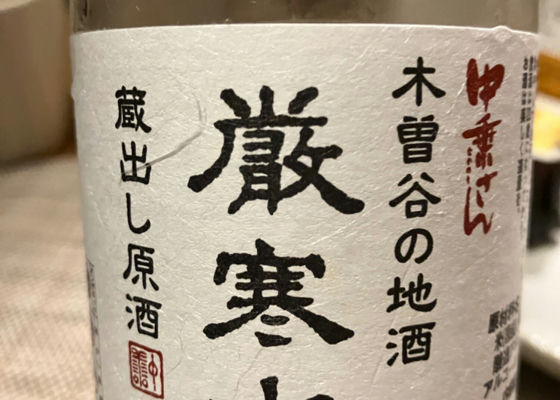 中乗さん
木曽谷の地酒
厳寒
蔵出し原酒